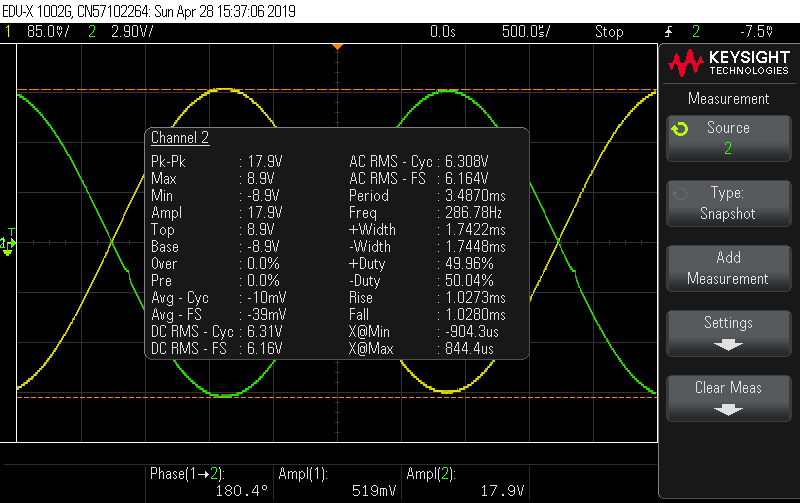 EDU-X 1002G, CN57102264: Sun Apr 28 15:37:06 2019
1 85.0V/ 2 2.90V/ 0.0s 500.0s/ Stop 2 -7.5V
KEYSIGHT
TECHNOLOGIES
Measurement
Source
2
Type:
Snapshot
Add
Measurement
Settings
Clear Meas
Channel 2
Pk-Pk : 17.9V AC RMS - Cyc : 6.308V
Max : 8.9V AC RMS - FS : 6.164V
Min : -8.9V Period : 3.4870ms
Ampl : 17.9V Freq : 286.78Hz
Top : 8.9V +Width : 1.7422ms
Base : -8.9V -Width : 1.7448ms
Over : 0.0% +Duty : 49.96%
Pre : 0.0% -Duty : 50.04%
Avg - Cyc : -10mV Rise : 1.0273ms
Avg - FS : -39mV Fall : 1.0280ms
DC RMS - Cyc : 6.31V X@Min : -904.3us
DC RMS - FS : 6.16V X@Max : 844.4us
T
Phase(1→2): Ampl(1): Ampl(2):
180.4° 519mV 17.9V